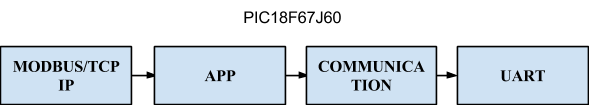 PIC18F67J60
MODBUS/TCP
IP
APP
COMMUNICA
TION
UART